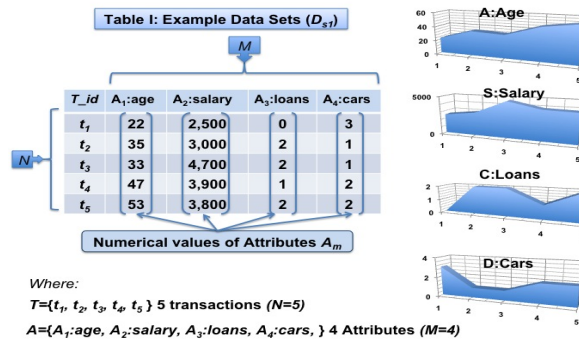 Table I: Example Data Sets (Ds1)
M
T_id A1:age A2:salary A3:loans A4:cars
t1 22 2,500 0 3
t2 35 3,000 2 1
N
t3 33 4,700 2 1
t4 47 3,900 1 2
t5 53 3,800 2 2
Numerical values of Attributes Am
Where:
T={t1, t2, t3, t4, t5 } 5 transactions (N=5)
A={A1:age, A2:salary, A3:loans, A4:cars, } 4 Attributes (M=4)
A:Age
60
40
20
0
1 2 3 4 5
S:Salary
5000
0
1 2 3 4 5
C:Loans
2
1
0
1 2 3 4 5
D:Cars
4
2
0
1 2 3 4 5